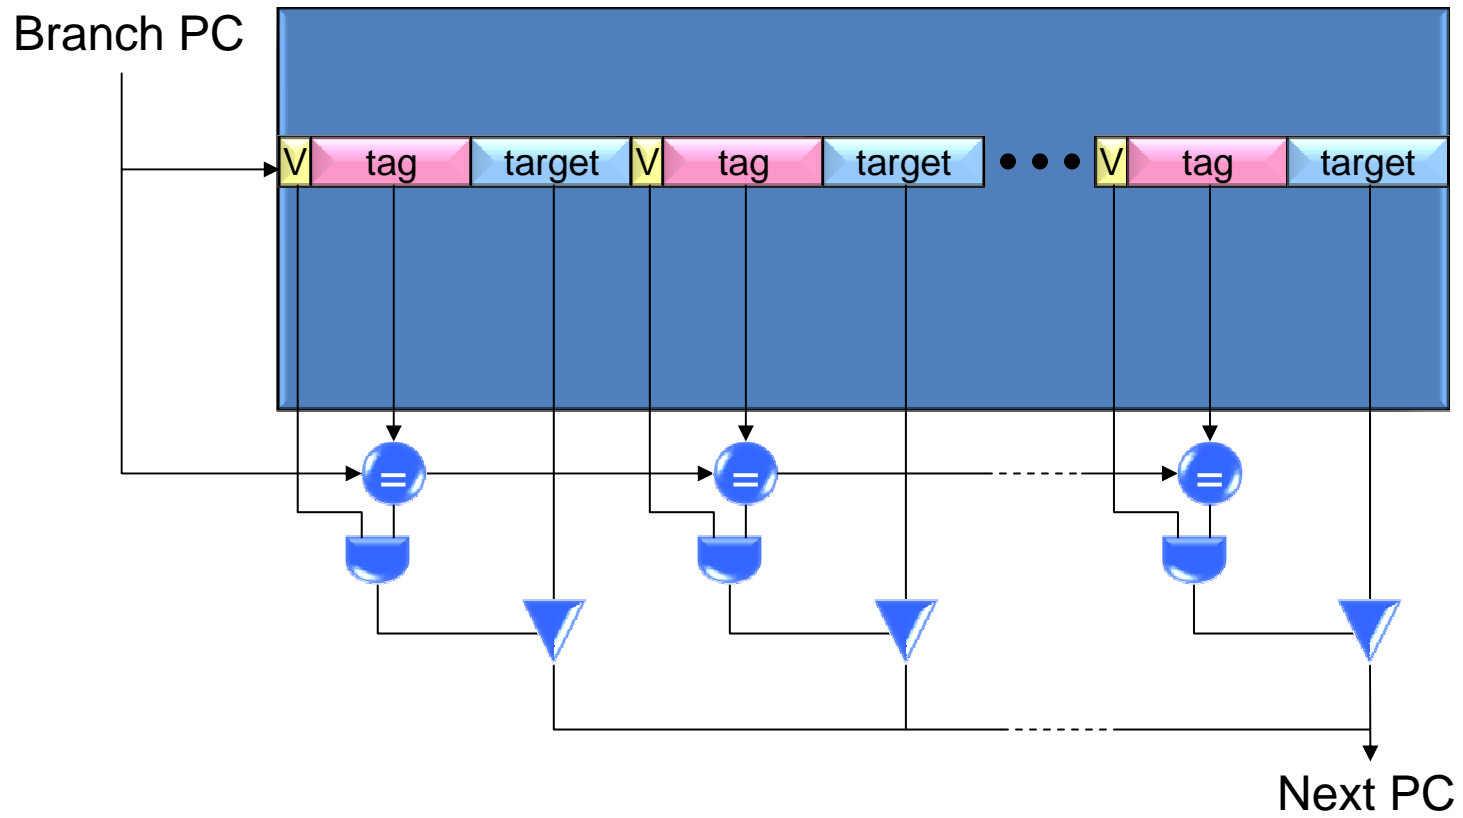 Branch PC
V tag target V tag target ••• V tag target
= = =
Next PC